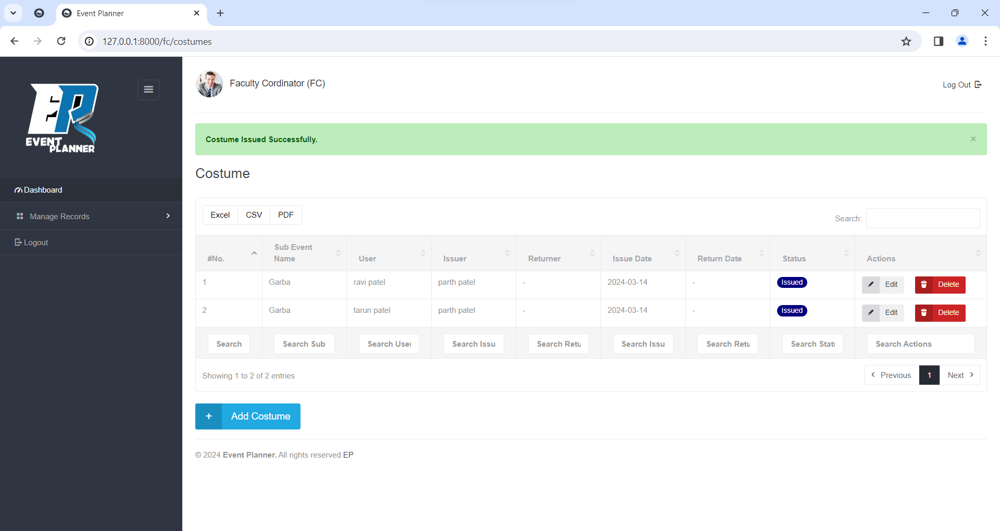 Event Planner
127.0.0.1:8000/fc/costumes
EVENT
PLANNER
Faculty Cordinator (FC)
Log Out
Costume Issued Successfully.
Costume
Dashboard
Manage Records
Logout
Excel CSV PDF
Search:
#No. Sub Event Name User Issuer Returner Issue Date Return Date Status Actions
1 Garba ravi patel parth patel - 2024-03-14 - Issued Edit Delete
2 Garba tarun patel parth patel - 2024-03-14 - Issued Edit Delete
Search Search Sub Search User Search Issu Search Retu Search Issu Search Retu Search Statu Search Actions
Showing 1 to 2 of 2 entries
Previous 1 Next
+ Add Costume
© 2024 Event Planner. All rights reserved.EP